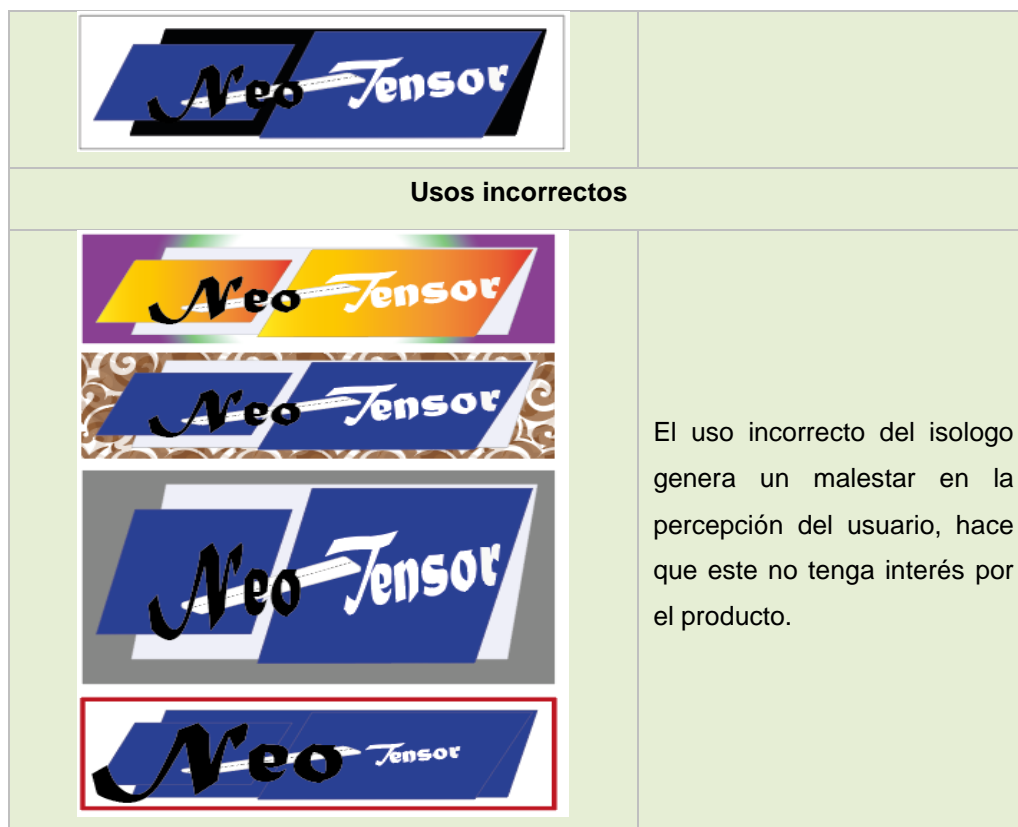 Neo Tensor
Usos incorrectos
Neo Tensor
Neo Tensor
Neo Tensor
Neo Tensor
El uso incorrecto del isologo
genera un malestar en la
percepción del usuario, hace
que este no tenga interés por
el producto.